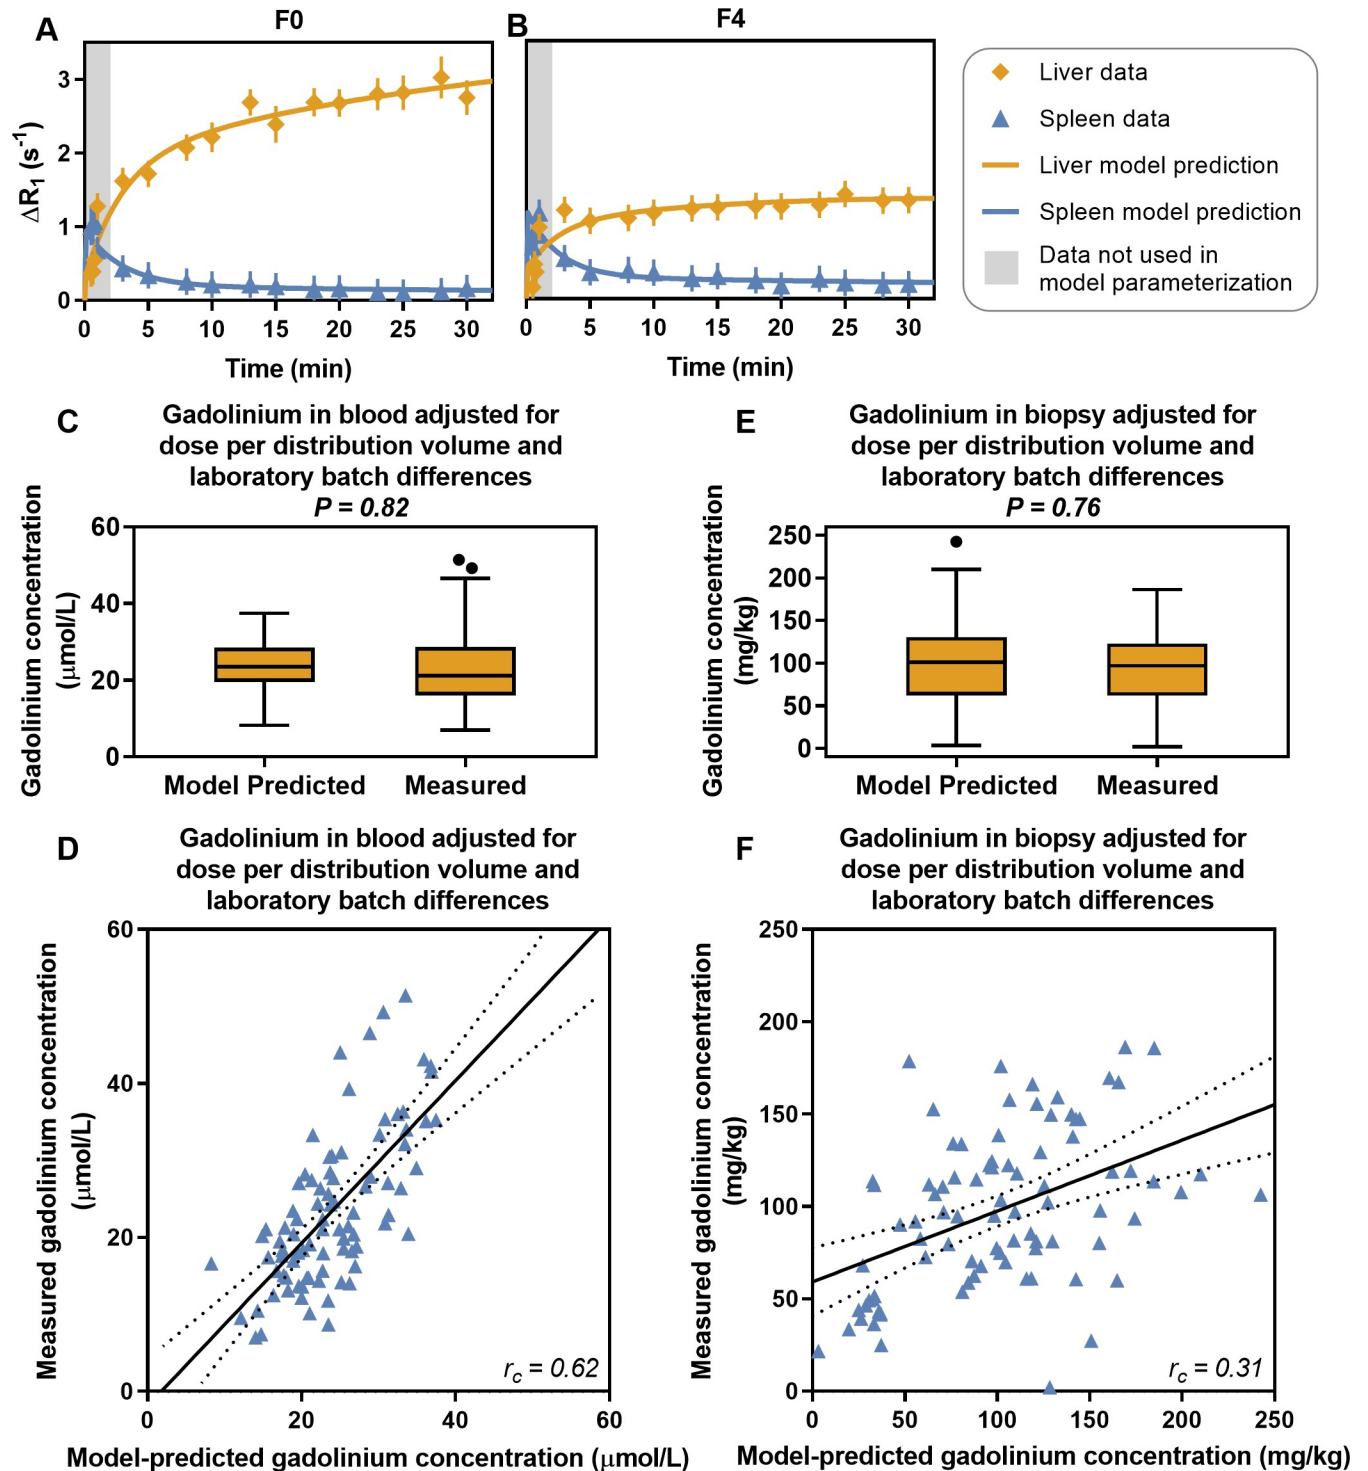 A
F0
3
2
1
0
ΔR1 (s-1)
0 5 10 15 20 25 30
Time (min)
B
F4
0 5 10 15 20 25 30
Time (min)
Liver data
Spleen data
Liver model prediction
Spleen model prediction
Data not used in
model parameterization
C
Gadolinium in blood adjusted for
dose per distribution volume and
laboratory batch differences
P = 0.82
Gadolinium concentration
(μmol/L)
60
40
20
0
Model Predicted Measured
E
Gadolinium in biopsy adjusted for
dose per distribution volume and
laboratory batch differences
P = 0.76
Gadolinium concentration
(mg/kg)
250
200
150
100
50
0
Model Predicted Measured
D
Gadolinium in blood adjusted for
dose per distribution volume and
laboratory batch differences
Measured gadolinium concentration
(μmol/L)
60
40
20
0
rc = 0.62
0 20 40 60
Model-predicted gadolinium concentration (μmol/L)
F
Gadolinium in biopsy adjusted for
dose per distribution volume and
laboratory batch differences
Measured gadolinium concentration
(mg/kg)
250
200
150
100
50
0
rc = 0.31
0 50 100 150 200 250
Model-predicted gadolinium concentration (mg/kg)